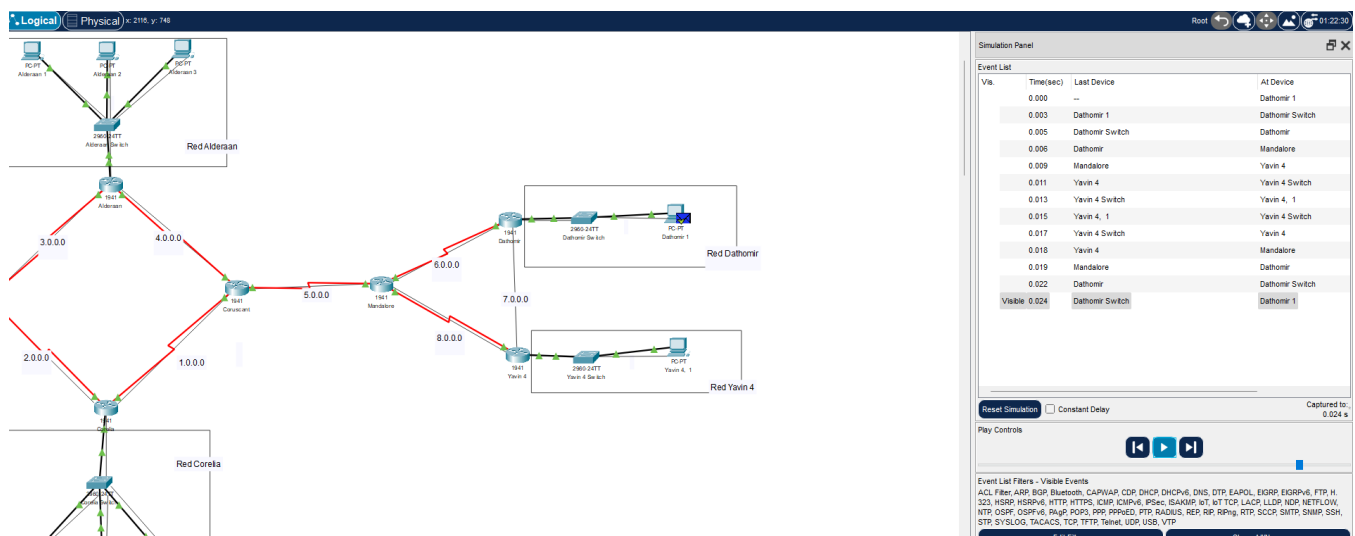 Logical Physical x: 2116, y: 748 Root 01:22:30
PC-PT
Alderaan 1
PC-PT
Alderaan 2
PC-PT
Alderaan 3
2960-24TT
Alderaan Switch
Red Alderaan
1941
Alderaan
3.0.0.0
4.0.0.0
1941
Coruscant
5.0.0.0
1941
Mandalore
6.0.0.0
1941
Dathomir
2960-24TT
Dathomir Switch
PC-PT
Dathomir 1
Red Dathomir
7.0.0.0
8.0.0.0
1941
Yavin 4
2960-24TT
Yavin 4 Switch
PC-PT
Yavin 4, 1
Red Yavin 4
2.0.0.0
1.0.0.0
1941
Corelia
Red Corelia
2960-24TT
Corelia Switch
Simulation Panel
Event List
Vis. Time(sec) Last Device At Device
0.000 -- Dathomir 1
0.003 Dathomir 1 Dathomir Switch
0.005 Dathomir Switch Dathomir
0.006 Dathomir Mandalore
0.009 Mandalore Yavin 4
0.011 Yavin 4 Yavin 4 Switch
0.013 Yavin 4 Switch Yavin 4, 1
0.015 Yavin 4, 1 Yavin 4 Switch
0.017 Yavin 4 Switch Yavin 4
0.018 Yavin 4 Mandalore
0.019 Mandalore Dathomir
0.022 Dathomir Dathomir Switch
Visible 0.024 Dathomir Switch Dathomir 1
Reset Simulation Constant Delay Captured to:
0.024 s
Play Controls
Event List Filters - Visible Events
ACL Filter, ARP, BGP, Bluetooth, CAPWAP, CDP, DHCP, DHCPv6, DNS, DTP, EAPOL, EIGRP, EIGRPv6, FTP, H.
323, HSRP, HSRPv6, HTTP, HTTPS, ICMP, ICMPv6, IPSec, ISAKMP, IoT, IoT TCP, LACP, LLDP, NDP, NETFLOW,
NTP, OSPF, OSPFv6, PAgP, POP3, PPP, PPPoED, PTP, RADIUS, REP, RIP, RIPng, RTP, SCCP, SMTP, SNMP, SSH,
STP, SYSLOG, TACACS, TCP, TFTP, Telnet, UDP, USB, VTP